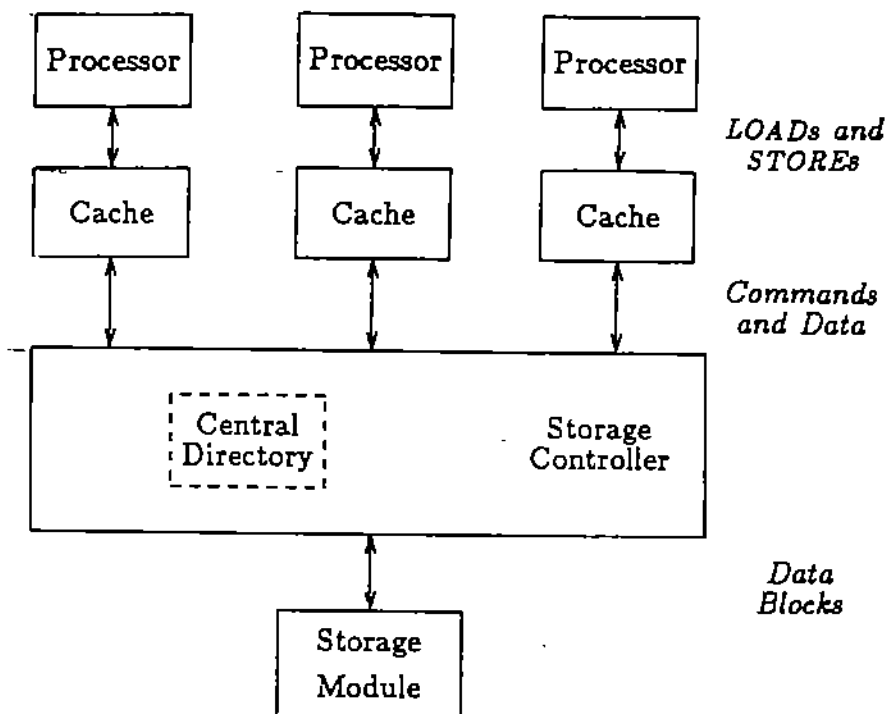 Processor
Processor
Processor
LOADs and
STOREs
Cache
Cache
Cache
Commands
and Data
Central
Directory
Storage
Controller
Data
Blocks
Storage
Module